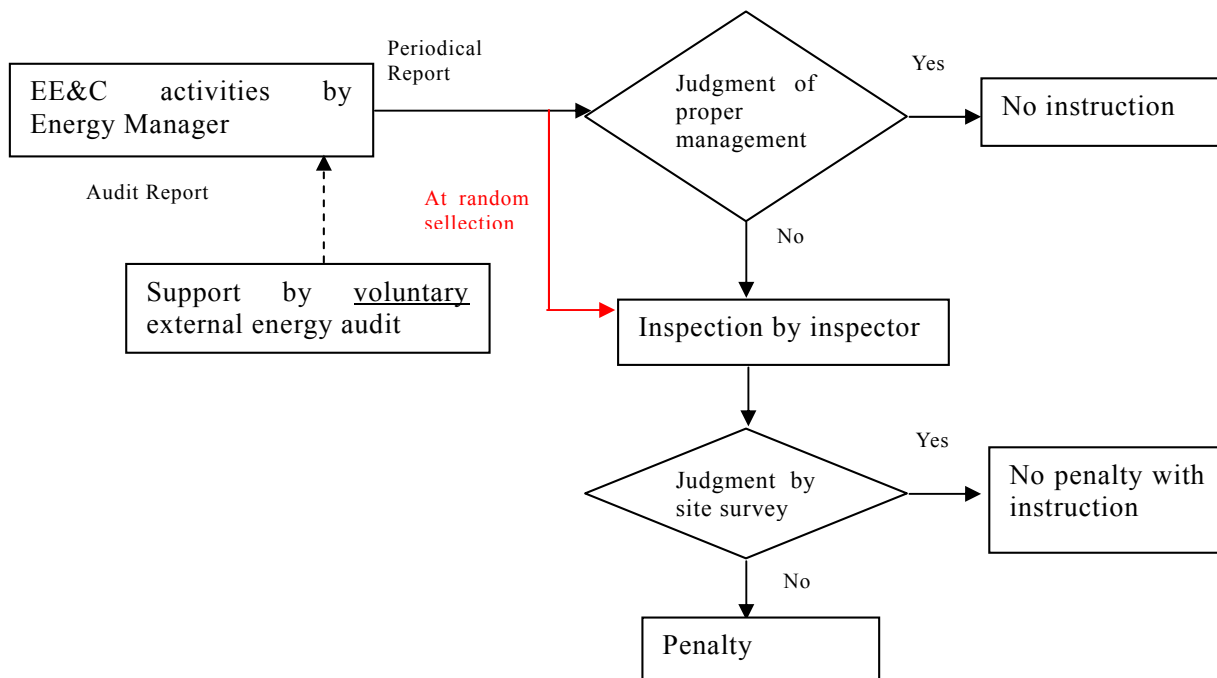 Periodical
Report
EE&C activities by
Energy Manager
Judgment of
proper
management
Yes
No instruction
Audit Report
At random
sellection
No
Support by voluntary
external energy audit
Inspection by inspector
Judgment by
site survey
Yes
No penalty with
instruction
No
Penalty